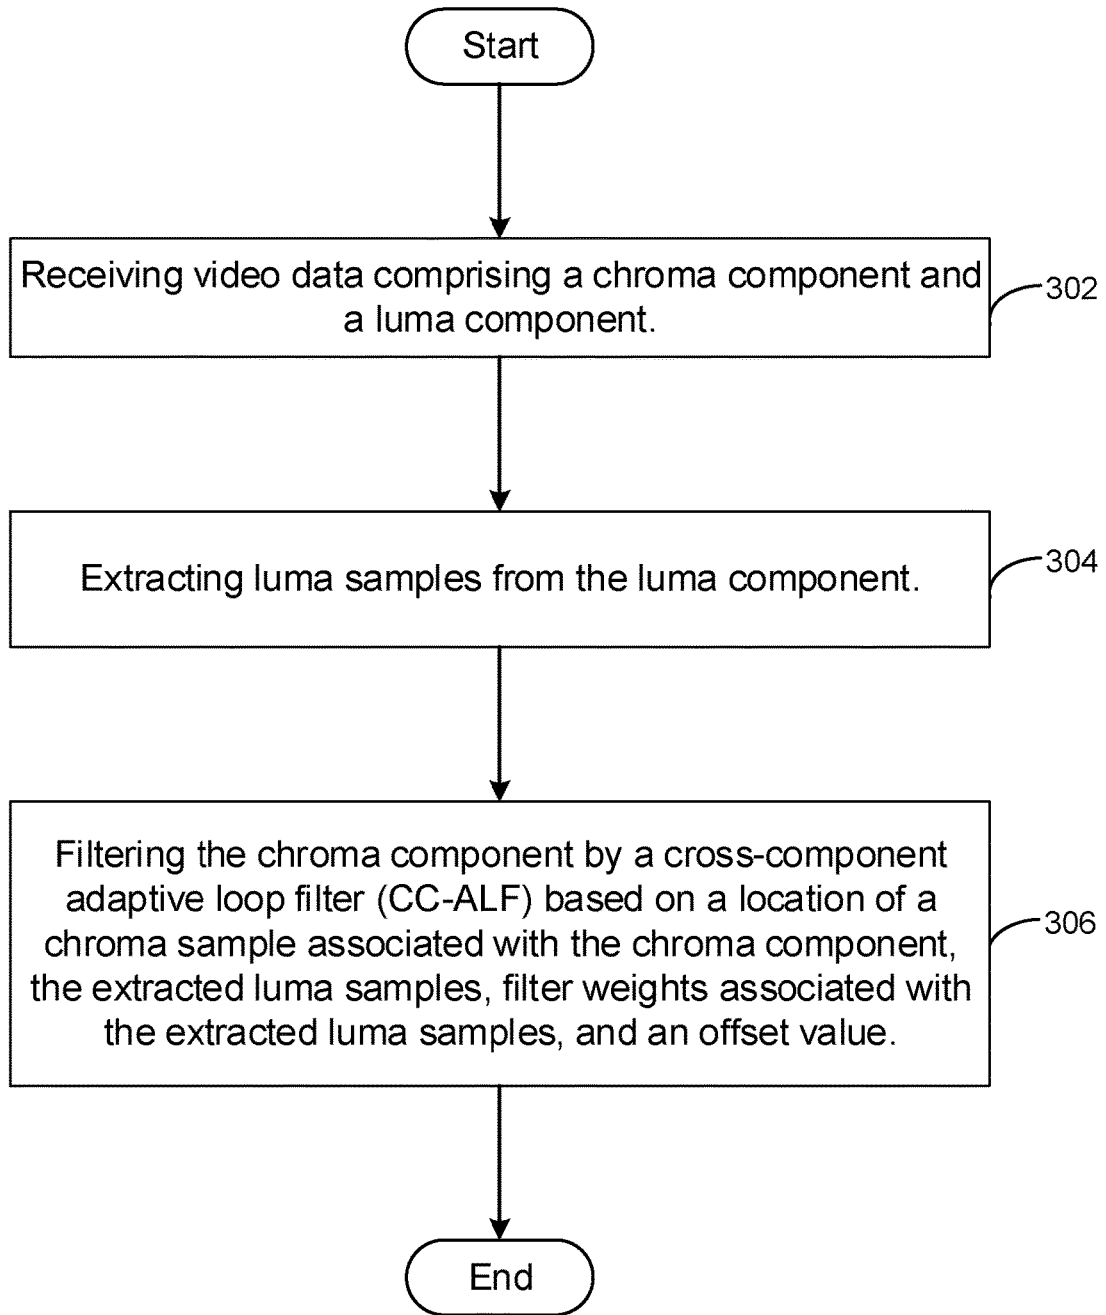 Start
Receiving video data comprising a chroma component and
a luma component.
302
Extracting luma samples from the luma component.
304
Filtering the chroma component by a cross-component
adaptive loop filter (CC-ALF) based on a location of a
chroma sample associated with the chroma component,
the extracted luma samples, filter weights associated with
the extracted luma samples, and an offset value.
306
End